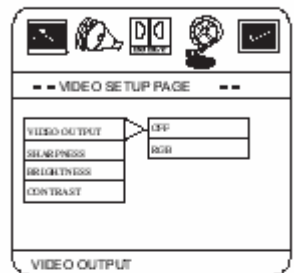 -- VIDEO SETUP PAGE --
VIDEO OUTPUT
OFF
SHARPNESS
RGB
BRIGHTNESS
CONTRAST
VIDEO OUTPUT